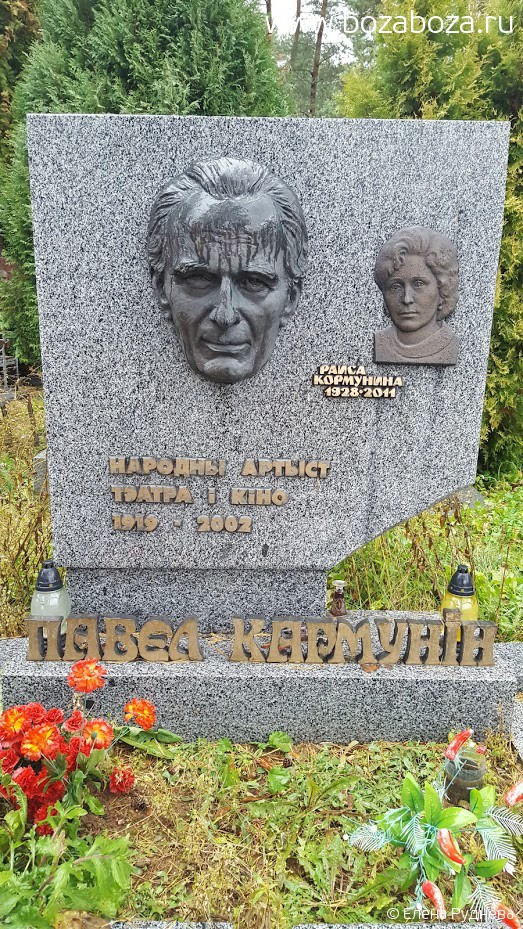 www.bozaboza.ru
РАИСА
КОРМУНИНА
1928-2011
НАРОДНЫ АРТЫСТ
ТЭАТРА І КІНО
1919 - 2002
ПАВЕЛ КАРМУНІН
© Елена Руднева